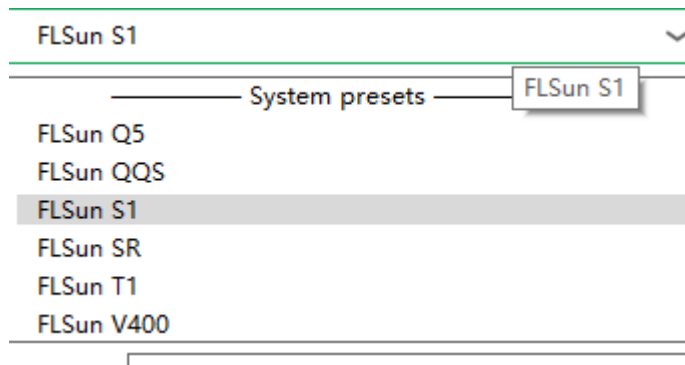 FLSun S1
System presets
FLSun S1
FLSun Q5
FLSun QQS
FLSun S1
FLSun SR
FLSun T1
FLSun V400